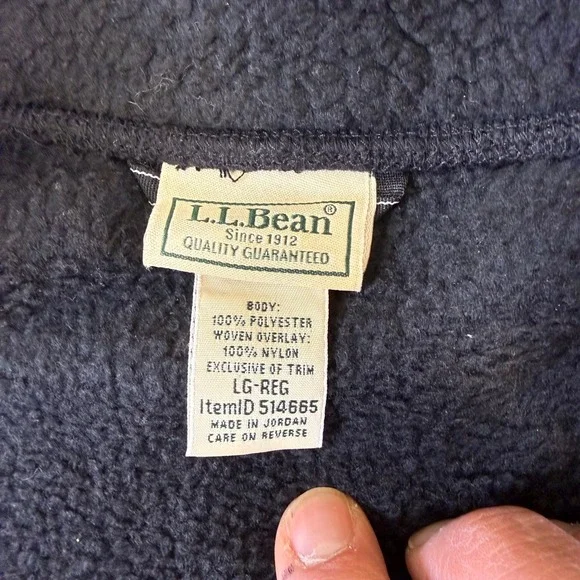 L.L.Bean®
Since 1912
QUALITY GUARANTEED
BODY:
100% POLYESTER
WOVEN OVERLAY:
100% NYLON
EXCLUSIVE OF TRIM
LG-REG
ItemID 514665
MADE IN JORDAN
CARE ON REVERSE